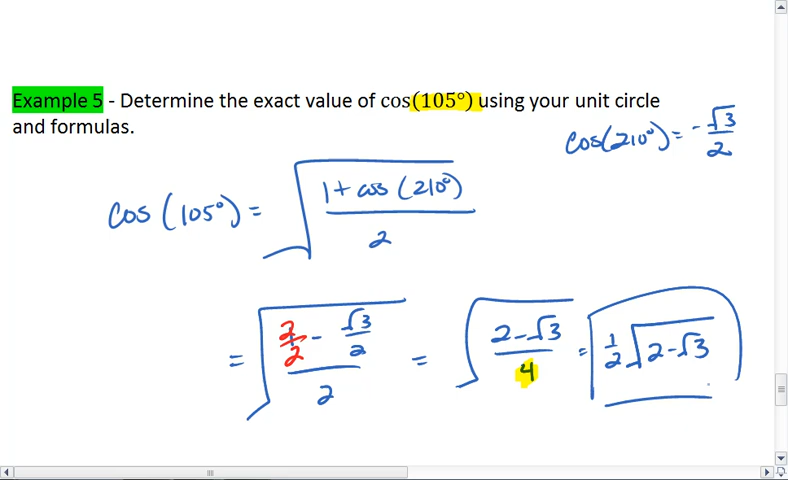 Example 5 - Determine the exact value of cos(105°) using your unit circle
and formulas.
cos(210°) = -√3/2
cos(105°) = √((1 + cos(210°))/2)
= √((2/2 - √3/2)/2) = √((2-√3)/4) = 1/2 √(2-√3)